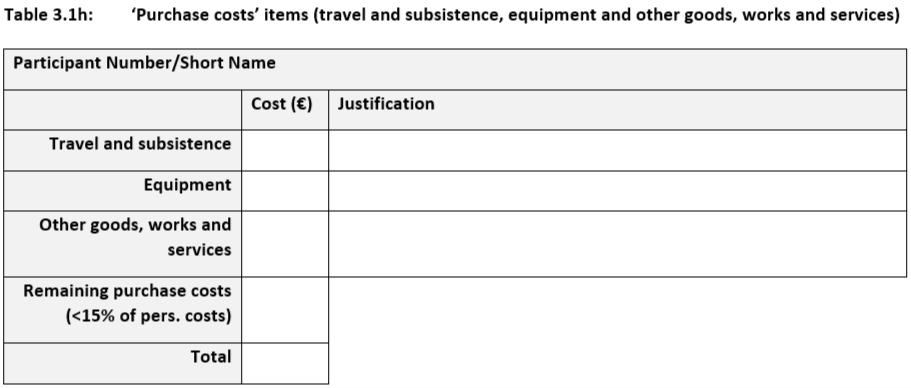 Table 3.1h: ‘Purchase costs’ items (travel and subsistence, equipment and other goods, works and services)
Participant Number/Short Name
Cost (€) Justification
Travel and subsistence
Equipment
Other goods, works and
services
Remaining purchase costs
(<15% of pers. costs)
Total